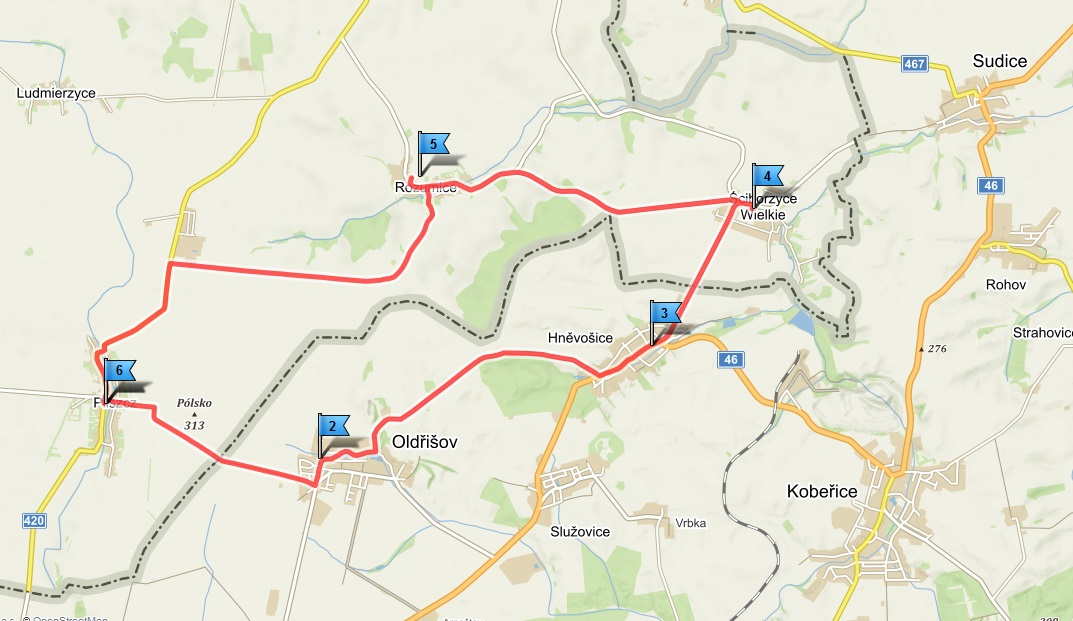 467
Sudice
Ludmierzyce
5
46
Rozumice
4
Ściborzyce
Wielkie
Rohov
3
Hněvošice
Strahovice
46
276
6
Pólsko
313
2
Oldřišov
Kobeřice
420
Služovice
Vrbka
© OpenStreetMap